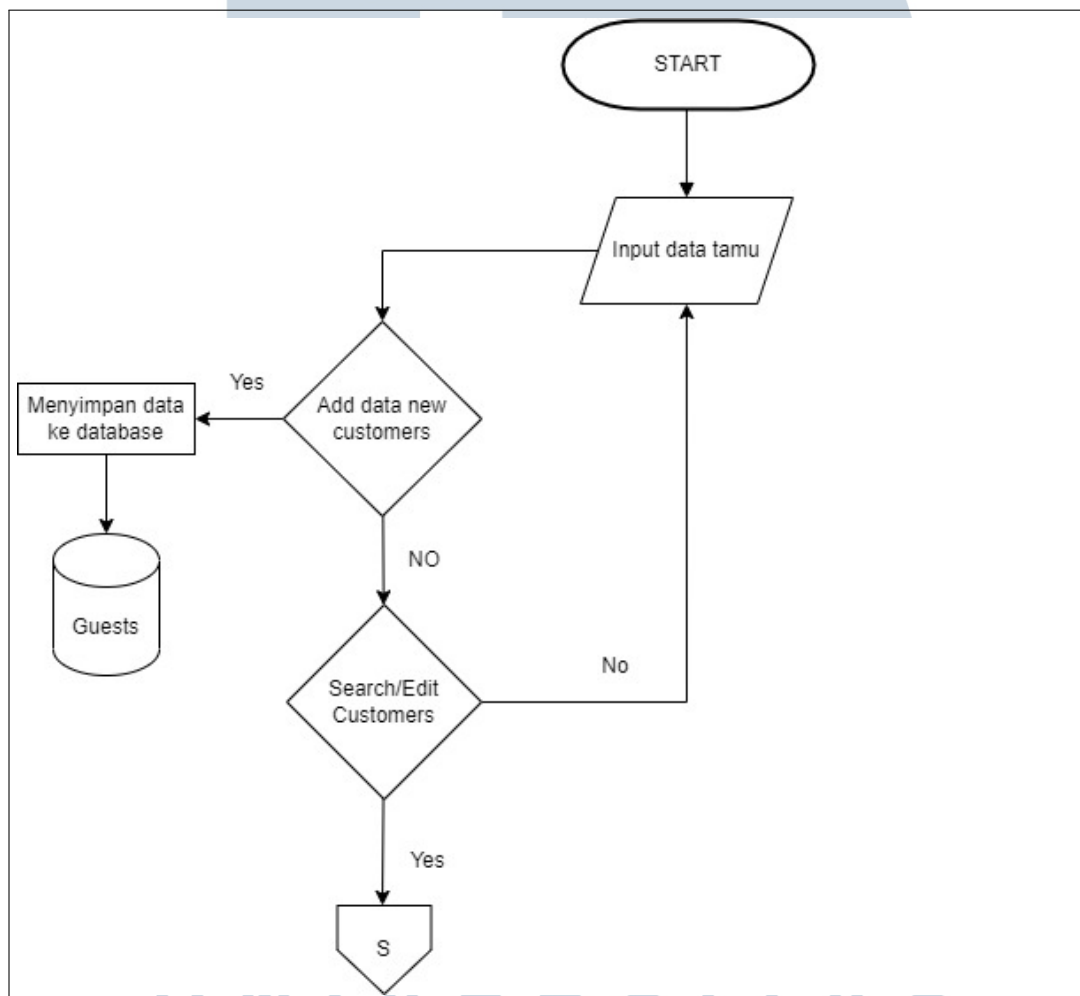 START
Input data tamu
Add data new
customers
Yes
Menyimpan data
ke database
Guests
NO
Search/Edit
Customers
No
Yes
S